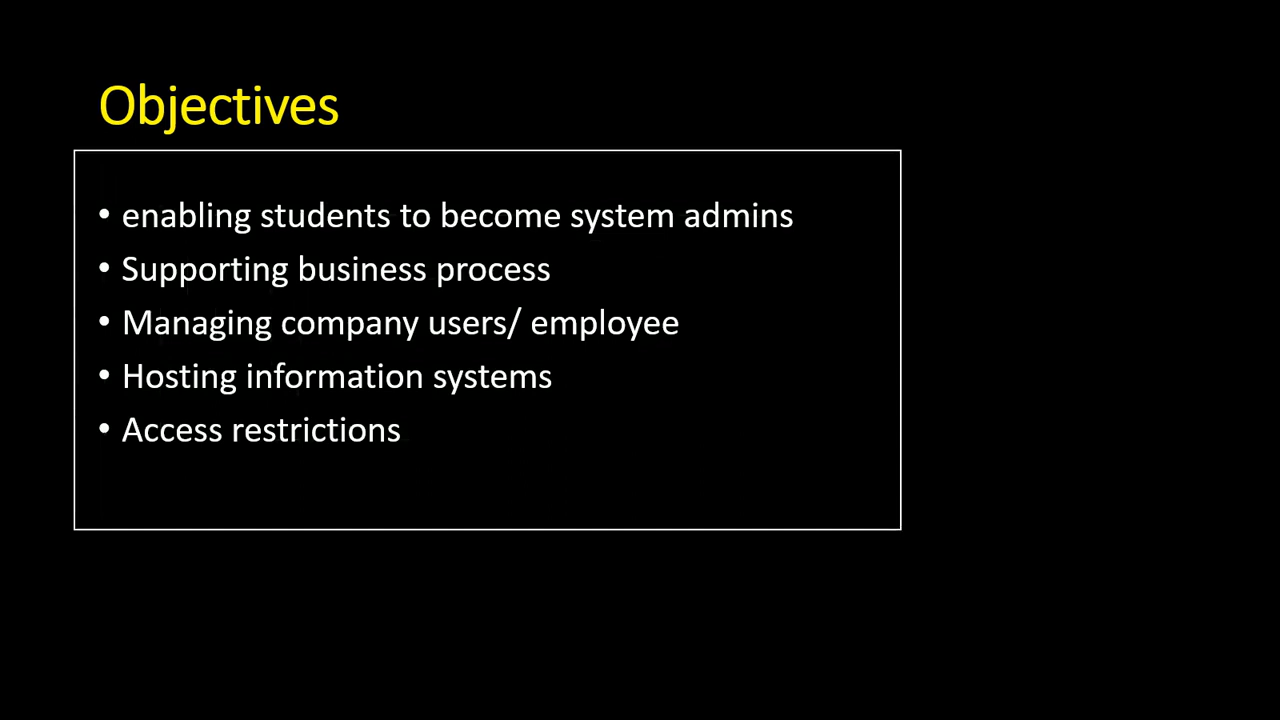 Objectives
• enabling students to become system admins
• Supporting business process
• Managing company users/ employee
• Hosting information systems
• Access restrictions